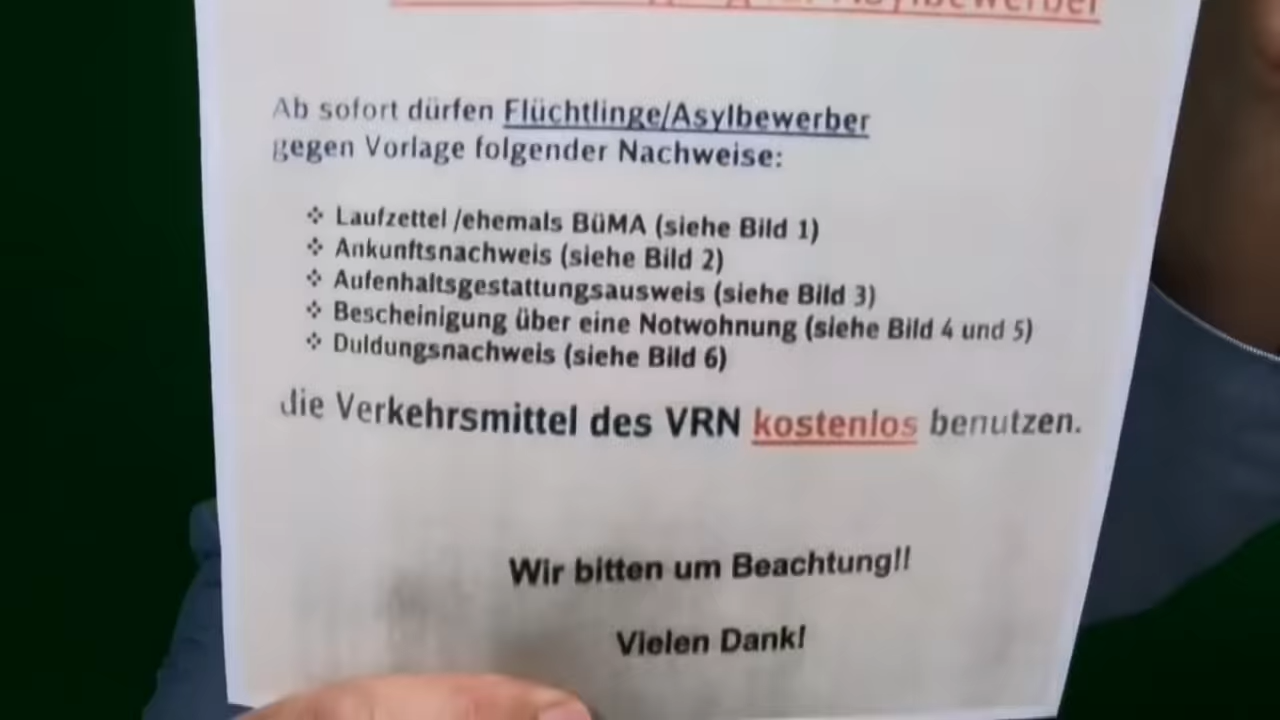 Asylbewerber
Ab sofort dürfen Flüchtlinge/Asylbewerber
gegen Vorlage folgender Nachweise:
❖ Laufzettel /ehemals BüMA (siehe Bild 1)
❖ Ankunftsnachweis (siehe Bild 2)
❖ Aufenhaltsgestattungsausweis (siehe Bild 3)
❖ Bescheinigung über eine Notwohnung (siehe Bild 4 und 5)
❖ Duldungsnachweis (siehe Bild 6)
die Verkehrsmittel des VRN kostenlos benutzen.
Wir bitten um Beachtung!!
Vielen Dank!